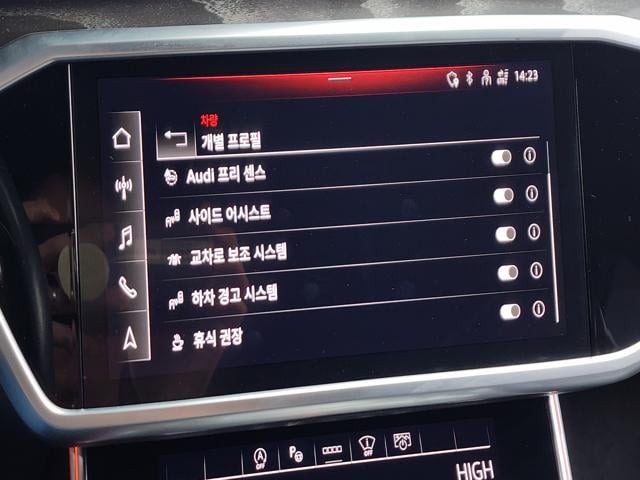 14:23
차량
개별 프로필
Audi 프리 센스
사이드 어시스트
교차로 보조 시스템
하차 경고 시스템
휴식 권장
OFF
P
OFF
HIGH